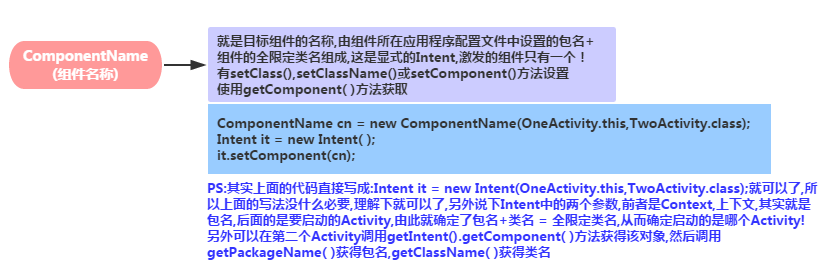 ComponentName
(组件名称)
就是目标组件的名称,由组件所在应用程序配置文件中设置的包名+
组件的全限定类名组成,这是显式的Intent,激发的组件只有一个！
有setClass(),setClassName()或setComponent()方法设置
使用getComponent( )方法获取
ComponentName cn = new ComponentName(OneActivity.this,TwoActivity.class);
Intent it = new Intent( );
it.setComponent(cn);
PS:其实上面的代码直接写成:Intent it = new Intent(OneActivity.this,TwoActivity.class);就可以了,所
以上面的写法没什么必要,理解下就可以了,另外说下Intent中的两个参数,前者是Context,上下文,其实就是
包名,后面的是要启动的Activity,由此就确定了包名+类名 = 全限定类名,从而确定启动的是哪个Activity!
另外可以在第二个Activity调用getIntent().getComponent( )方法获得该对象,然后调用
getPackageName( )获得包名,getClassName( )获得类名